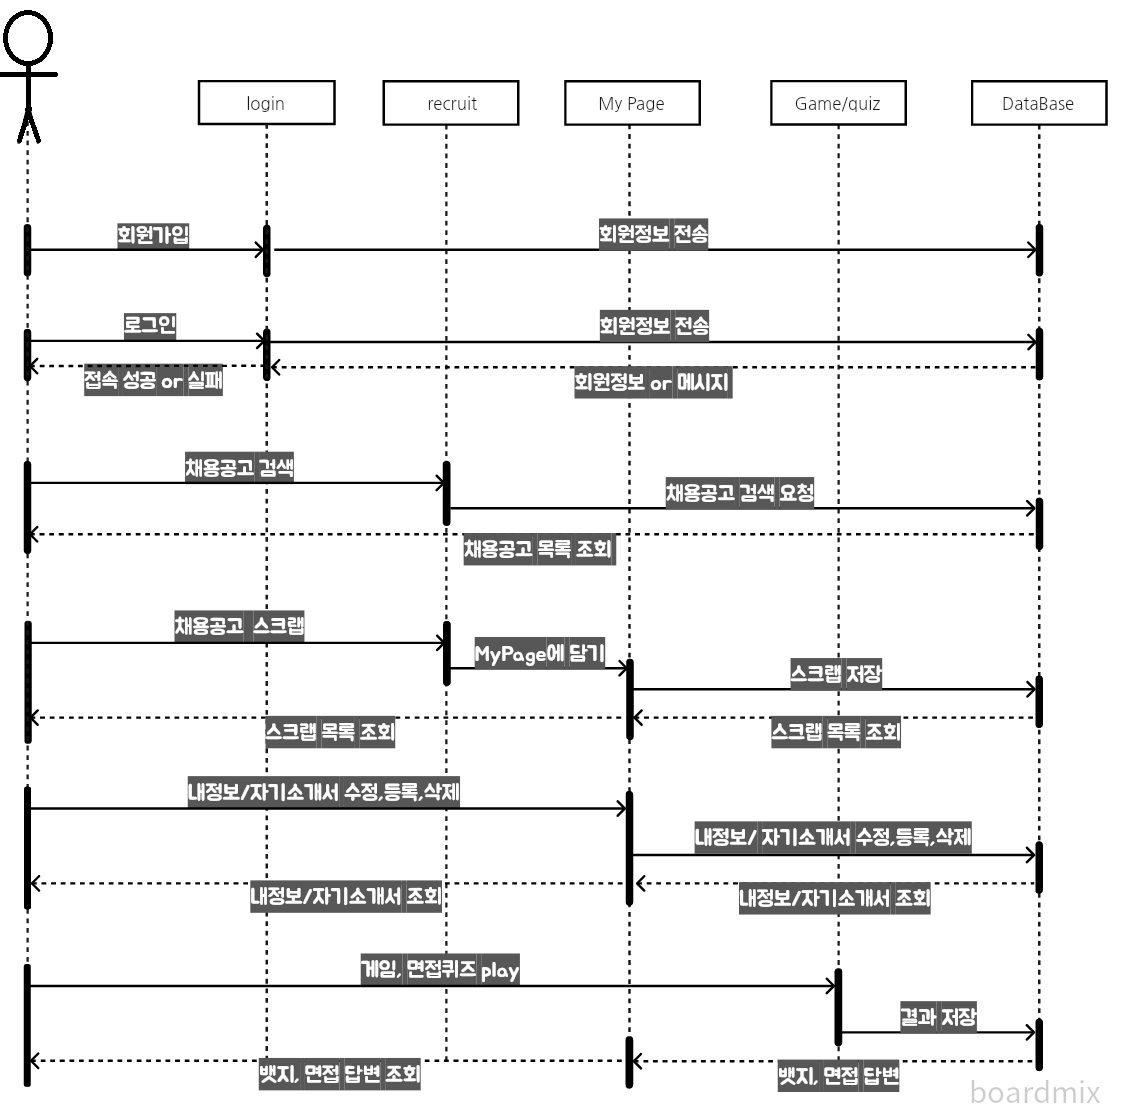 login
recruit
My Page
Game/quiz
DataBase
회원가입
회원정보 전송
로그인
회원정보 전송
접속 성공 or 실패
회원정보 or 메시지
채용공고 검색
채용공고 검색 요청
채용공고 목록 조회
채용공고 스크랩
MyPage에 담기
스크랩 저장
스크랩 목록 조회
스크랩 목록 조회
내정보/자기소개서 수정,등록,삭제
내정보/ 자기소개서 수정,등록,삭제
내정보/자기소개서 조회
내정보/자기소개서 조회
게임, 면접퀴즈 play
결과 저장
뱃지, 면접 답변 조회
뱃지, 면접 답변
boardmix